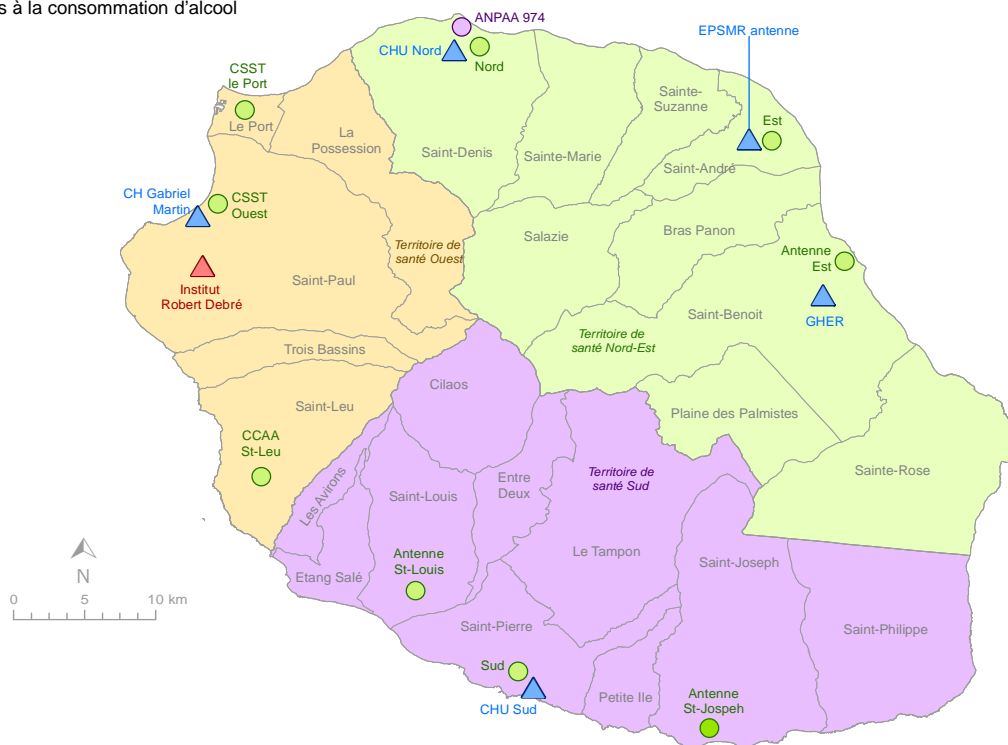 s à la consommation d'alcool
ANPAA 974
EPSMR antenne
CHU Nord
Nord
CSST
le Port
Le Port
La
Possession
Saint-Denis
Sainte-Marie
Sainte-
Suzanne
Est
Saint-André
CH Gabriel
Martin
CSST
Ouest
Territoire de
santé Ouest
Salazie
Bras Panon
Antenne
Est
Institut
Robert Debré
Saint-Paul
Saint-Benoit
GHER
Territoire de
santé Nord-Est
Trois Bassins
Cilaos
Saint-Leu
Plaine des Palmistes
CCAA
St-Leu
Les Avirons
Saint-Louis
Entre
Deux
Territoire de
santé Sud
Sainte-Rose
N
0 5 10 km
Etang Salé
Antenne
St-Louis
Le Tampon
Saint-Joseph
Saint-Pierre
Saint-Philippe
Sud
CHU Sud
Petite Ile
Antenne
St-Jospeh